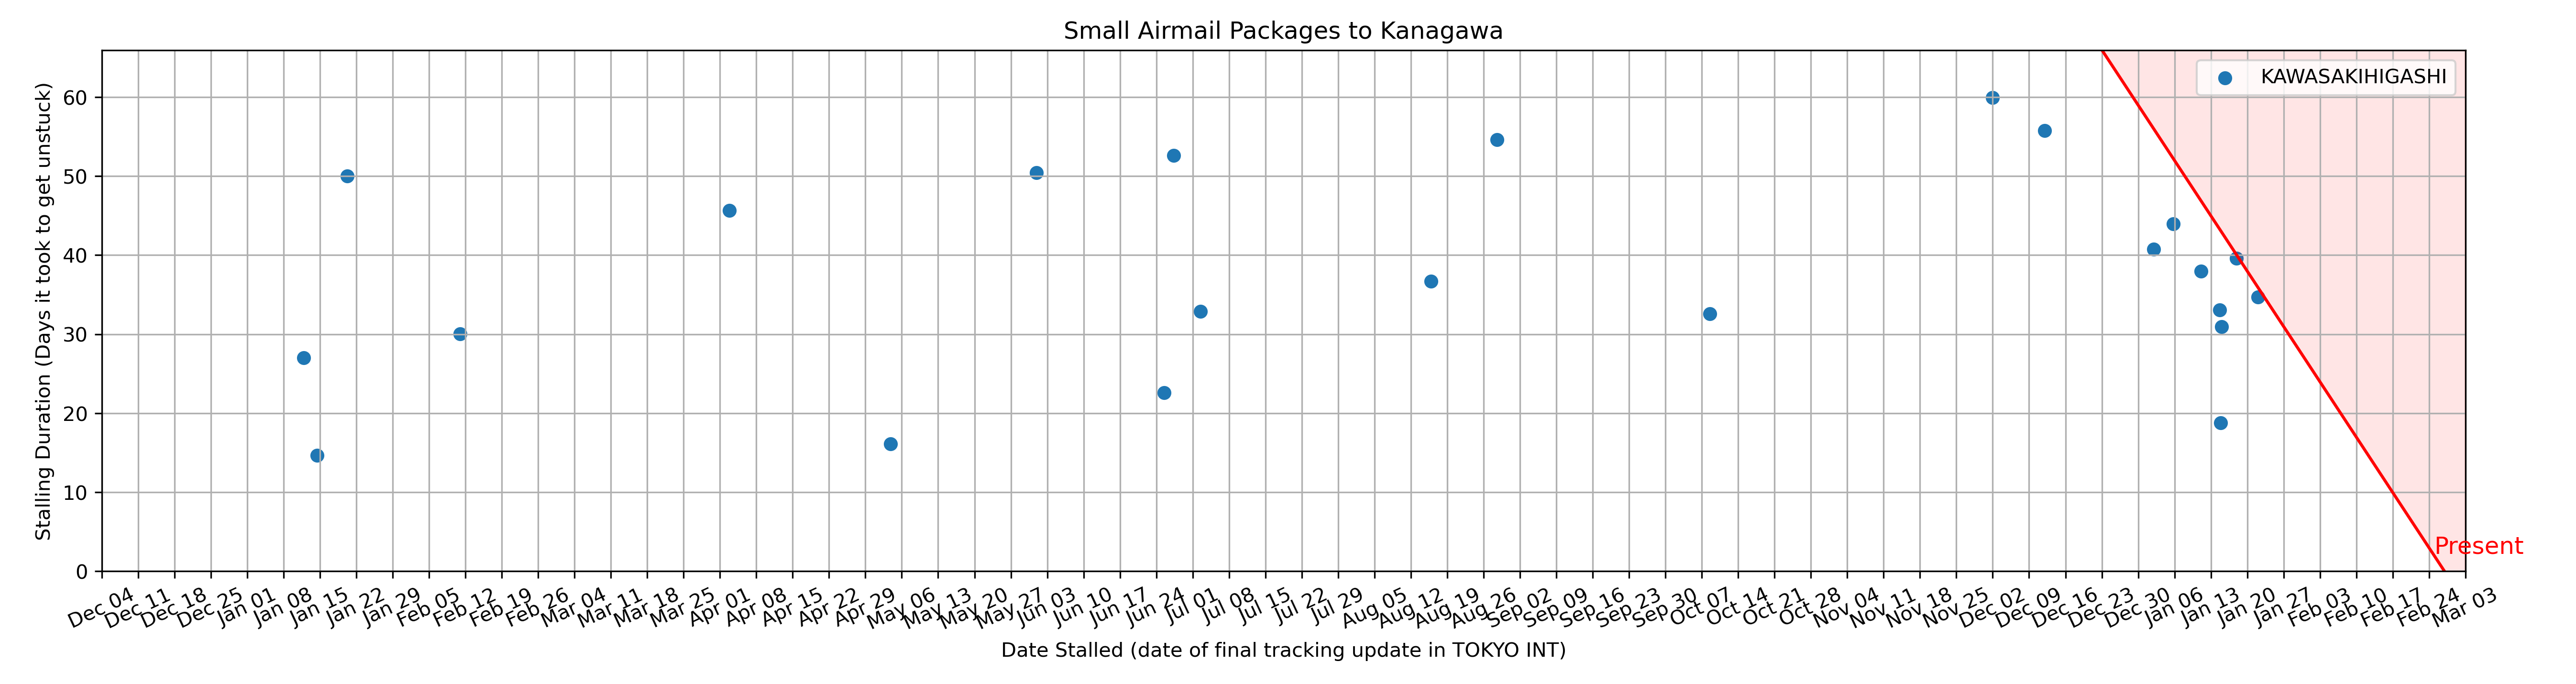 Small Airmail Packages to Kanagawa
KAWASAKIHIGASHI
Stalling Duration (Days it took to get unstuck)
60
50
40
30
20
10
0
Present
Dec 04
Dec 11
Dec 18
Dec 25
Jan 01
Jan 08
Jan 15
Jan 22
Jan 29
Feb 05
Feb 12
Feb 19
Feb 26
Mar 04
Mar 11
Mar 18
Mar 25
Apr 01
Apr 08
Apr 15
Apr 22
Apr 29
May 06
May 13
May 20
May 27
Jun 03
Jun 10
Jun 17
Jun 24
Jul 01
Jul 08
Jul 15
Jul 22
Jul 29
Aug 05
Aug 12
Aug 19
Aug 26
Sep 02
Sep 09
Sep 16
Sep 23
Sep 30
Oct 07
Oct 14
Oct 21
Oct 28
Nov 04
Nov 11
Nov 18
Nov 25
Dec 02
Dec 09
Dec 16
Dec 23
Dec 30
Jan 06
Jan 13
Jan 20
Jan 27
Feb 03
Feb 10
Feb 17
Feb 24
Mar 03
Date Stalled (date of final tracking update in TOKYO INT)